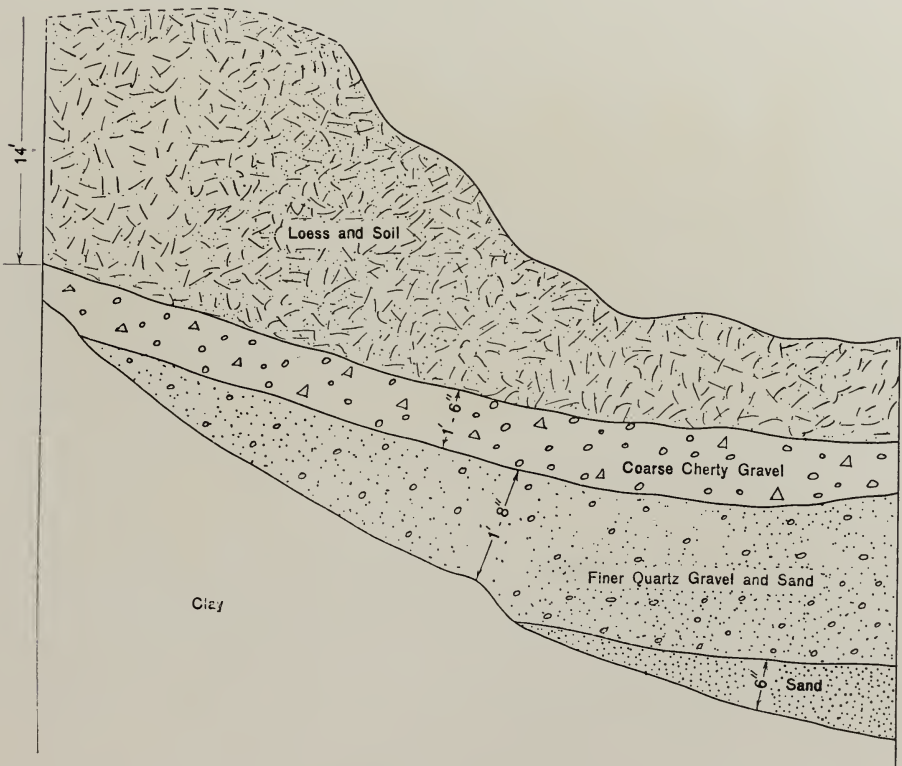 14'
Loess and Soil
1' - 6"
Coarse Cherty Gravel
1' - 8"
Finer Quartz Gravel and Sand
Clay
6"
Sand